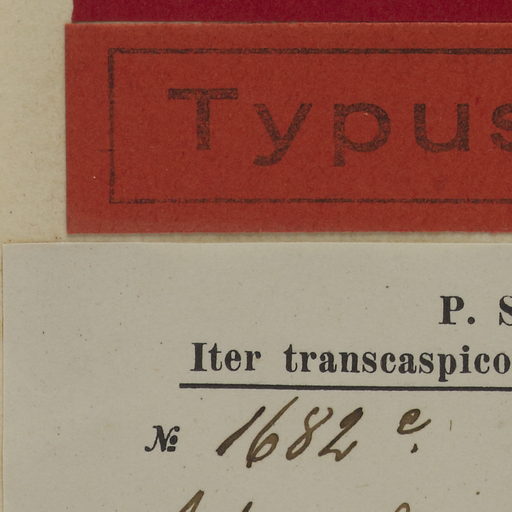 Typus
P. S
Iter transcaspico
№ 1682 c.